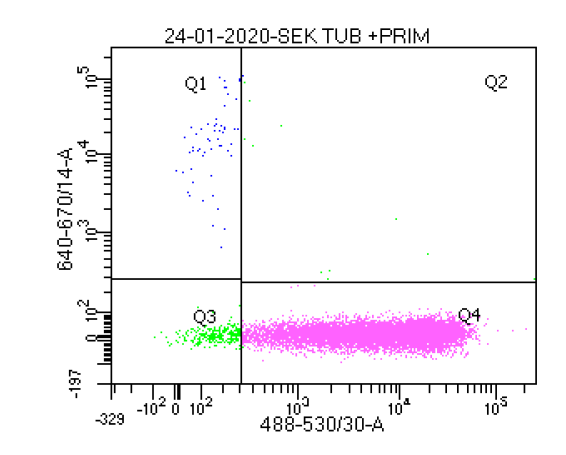 24-01-2020-SEK TUB +PRIM
Q1
Q2
Q3
Q4
640-670/14-A
10^5
10^4
10^3
10^2
0
-197
-329
-10^2 0 10^2 10^3 10^4 10^5
488-530/30-A